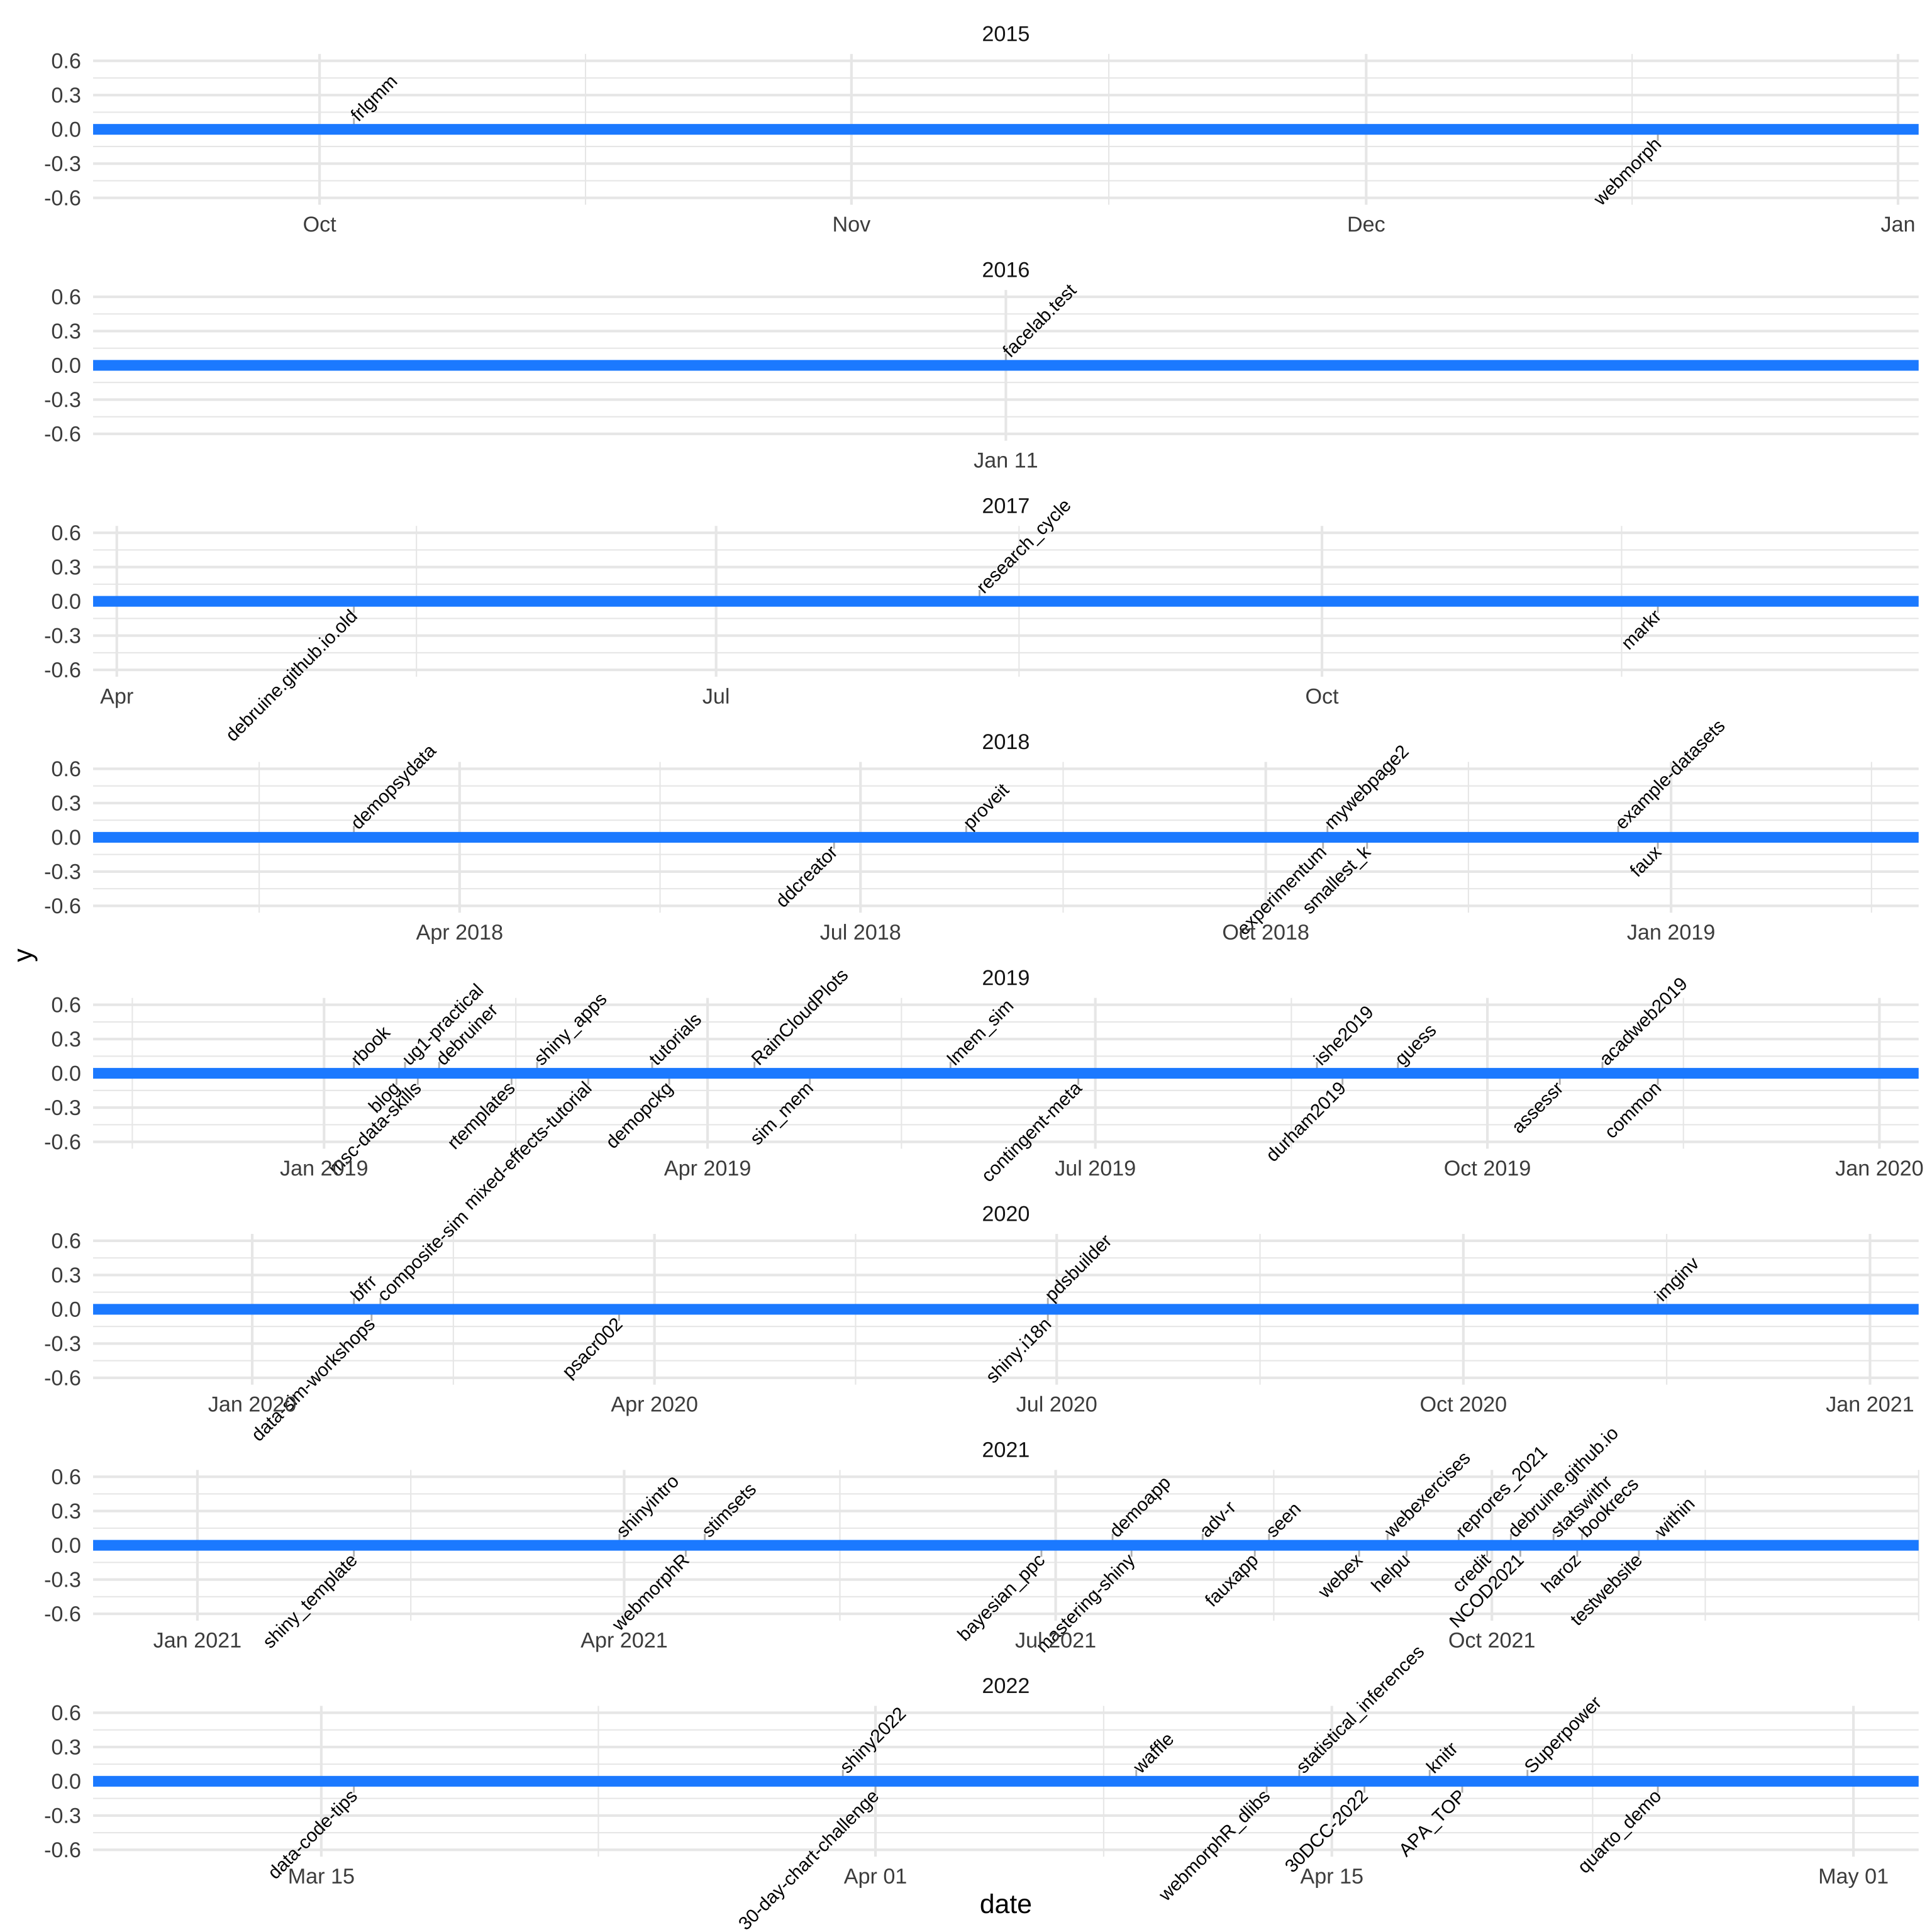 2015
0.6
0.3
0.0
-0.3
-0.6
frlgmm
webmorph
Oct
Nov
Dec
Jan
2016
0.6
0.3
0.0
-0.3
-0.6
facelab.test
Jan 11
2017
0.6
0.3
0.0
-0.3
-0.6
debruine.github.io.old
research_cycle
markr
Apr
Jul
Oct
2018
0.6
0.3
0.0
-0.3
-0.6
demopsydata
ddcreator
proveit
experimentum
mywebpage2
smallest_k
example-datasets
faux
Apr 2018
Jul 2018
Oct 2018
Jan 2019
y
2019
0.6
0.3
0.0
-0.3
-0.6
rbook
blog
ug1-practical
msc-data-skills
debruiner
rtemplates
shiny_apps
mixed-effects-tutorial
tutorials
demopckg
RainCloudPlots
sim_mem
lmem_sim
contingent-meta
ishe2019
durham2019
guess
assessr
acadweb2019
common
Jan 2019
Apr 2019
Jul 2019
Oct 2019
Jan 2020
2020
0.6
0.3
0.0
-0.3
-0.6
bfrr
data-sim-workshops
composite-sim
psacr002
pdsbuilder
shiny.i18n
imginv
Jan 2020
Apr 2020
Jul 2020
Oct 2020
Jan 2021
2021
0.6
0.3
0.0
-0.3
-0.6
shiny_template
shinyintro
webmorphR
stimsets
bayesian_ppc
demoapp
mastering-shiny
adv-r
fauxapp
seen
webex
webexercises
helpu
reprores_2021
credit
debruine.github.io
NCOD2021
statswithr
haroz
bookrecs
testwebsite
within
Jan 2021
Apr 2021
Jul 2021
Oct 2021
2022
0.6
0.3
0.0
-0.3
-0.6
data-code-tips
shiny2022
30-day-chart-challenge
waffle
webmorphR_dlibs
statistical_inferences
30DCC-2022
knitr
APA_TOP
Superpower
quarto_demo
Mar 15
Apr 01
Apr 15
May 01
date